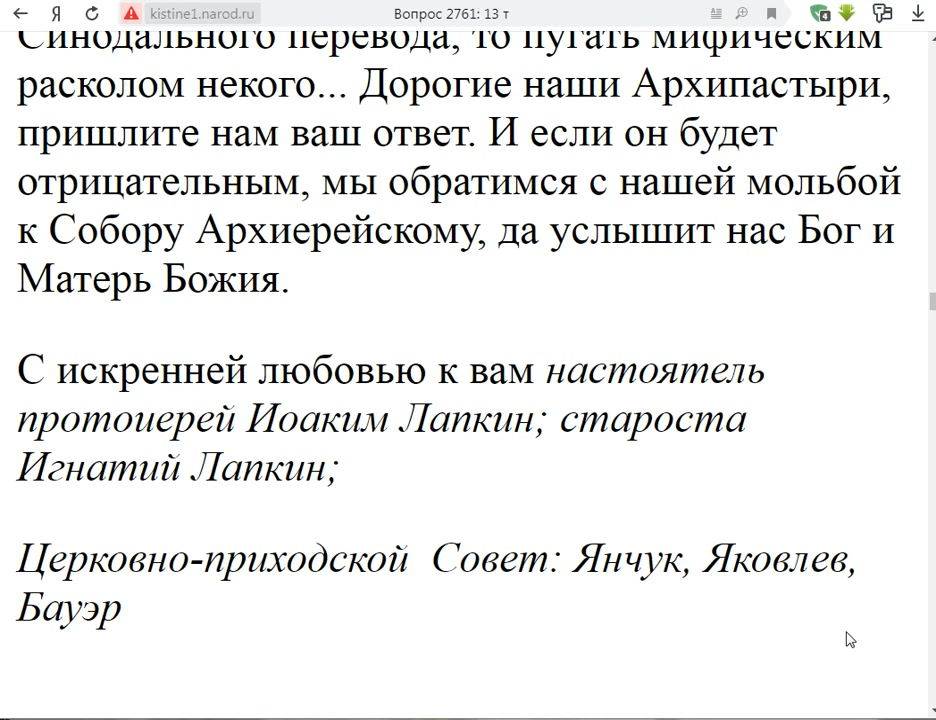 Я
kistine1.narod.ru
Вопрос 2761: 13 т
4
Синодального перевода, то пугать мифическим
расколом некого... Дорогие наши Архипастыри,
пришлите нам ваш ответ. И если он будет
отрицательным, мы обратимся с нашей мольбой
к Собору Архиерейскому, да услышит нас Бог и
Матерь Божия.
С искренней любовью к вам настоятель
протоиерей Иоаким Лапкин; староста
Игнатий Лапкин;
Церковно-приходской Совет: Янчук, Яковлев,
Бауэр